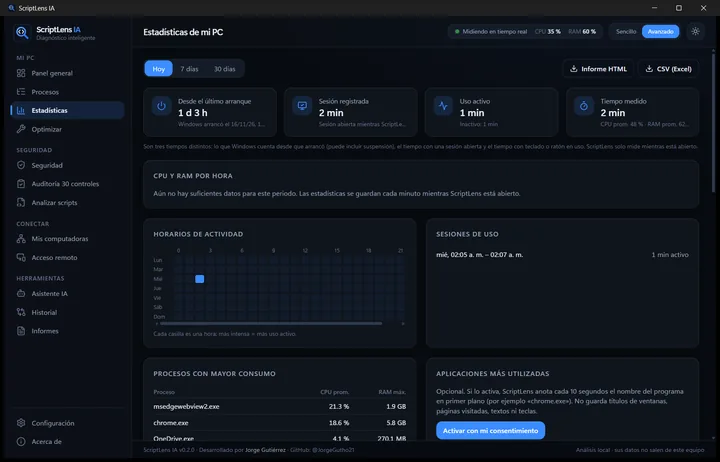 ScriptLens IA
ScriptLens IA
Diagnóstico inteligente
MI PC
Panel general
Procesos
Estadísticas
Optimizar
SEGURIDAD
Seguridad
Auditoría 30 controles
Analizar scripts
CONECTAR
Mis computadoras
Acceso remoto
HERRAMIENTAS
Asistente IA
Historial
Informes
Configuración
Acerca de
Estadísticas de mi PC
Midiendo en tiempo real CPU 35 % RAM 60 %
Sencillo Avanzado
Hoy 7 días 30 días
Informe HTML CSV (Excel)
Desde el último arranque
1 d 3 h
Windows arrancó el 16/11/26, 1...
Sesión registrada
2 min
Sesión abierta mientras ScriptLe...
Uso activo
1 min
Inactivo: 1 min
Tiempo medido
2 min
CPU prom. 46 % · RAM prom. 62...
Son tres tiempos distintos: lo que Windows cuenta desde que arrancó (puede incluir suspensión), el tiempo con una sesión abierta y el tiempo con teclado o ratón en uso. ScriptLens solo mide mientras está abierto.
CPU Y RAM POR HORA
Aún no hay suficientes datos para este periodo. Las estadísticas se guardan cada minuto mientras ScriptLens está abierto.
HORARIOS DE ACTIVIDAD
0 3 6 9 12 15 18 21
Lun
Mar
Mié
Jue
Vie
Sáb
Dom
Cada casilla es una hora: más intensa = más uso activo.
SESIONES DE USO
mié, 02:05 a. m. – 02:07 a. m. 1 min activo
PROCESOS CON MAYOR CONSUMO
Proceso CPU prom. RAM máx.
msedgewebview2.exe 21.3 % 1.9 GB
chrome.exe 18.6 % 5.8 GB
OneDrive.exe 4.1 % 270.1 MB
APLICACIONES MÁS UTILIZADAS
Opcional. Si lo activa, ScriptLens anota cada 10 segundos el nombre del programa
en primer plano (por ejemplo «chrome.exe»). No guarda títulos de ventanas,
páginas visitadas, textos ni teclas.
Activar con mi consentimiento
ScriptLens IA v0.2.0 · Desarrollado por Jorge Gutiérrez · GitHub: @JorgeGutho21
Análisis local · sus datos no salen de este equipo